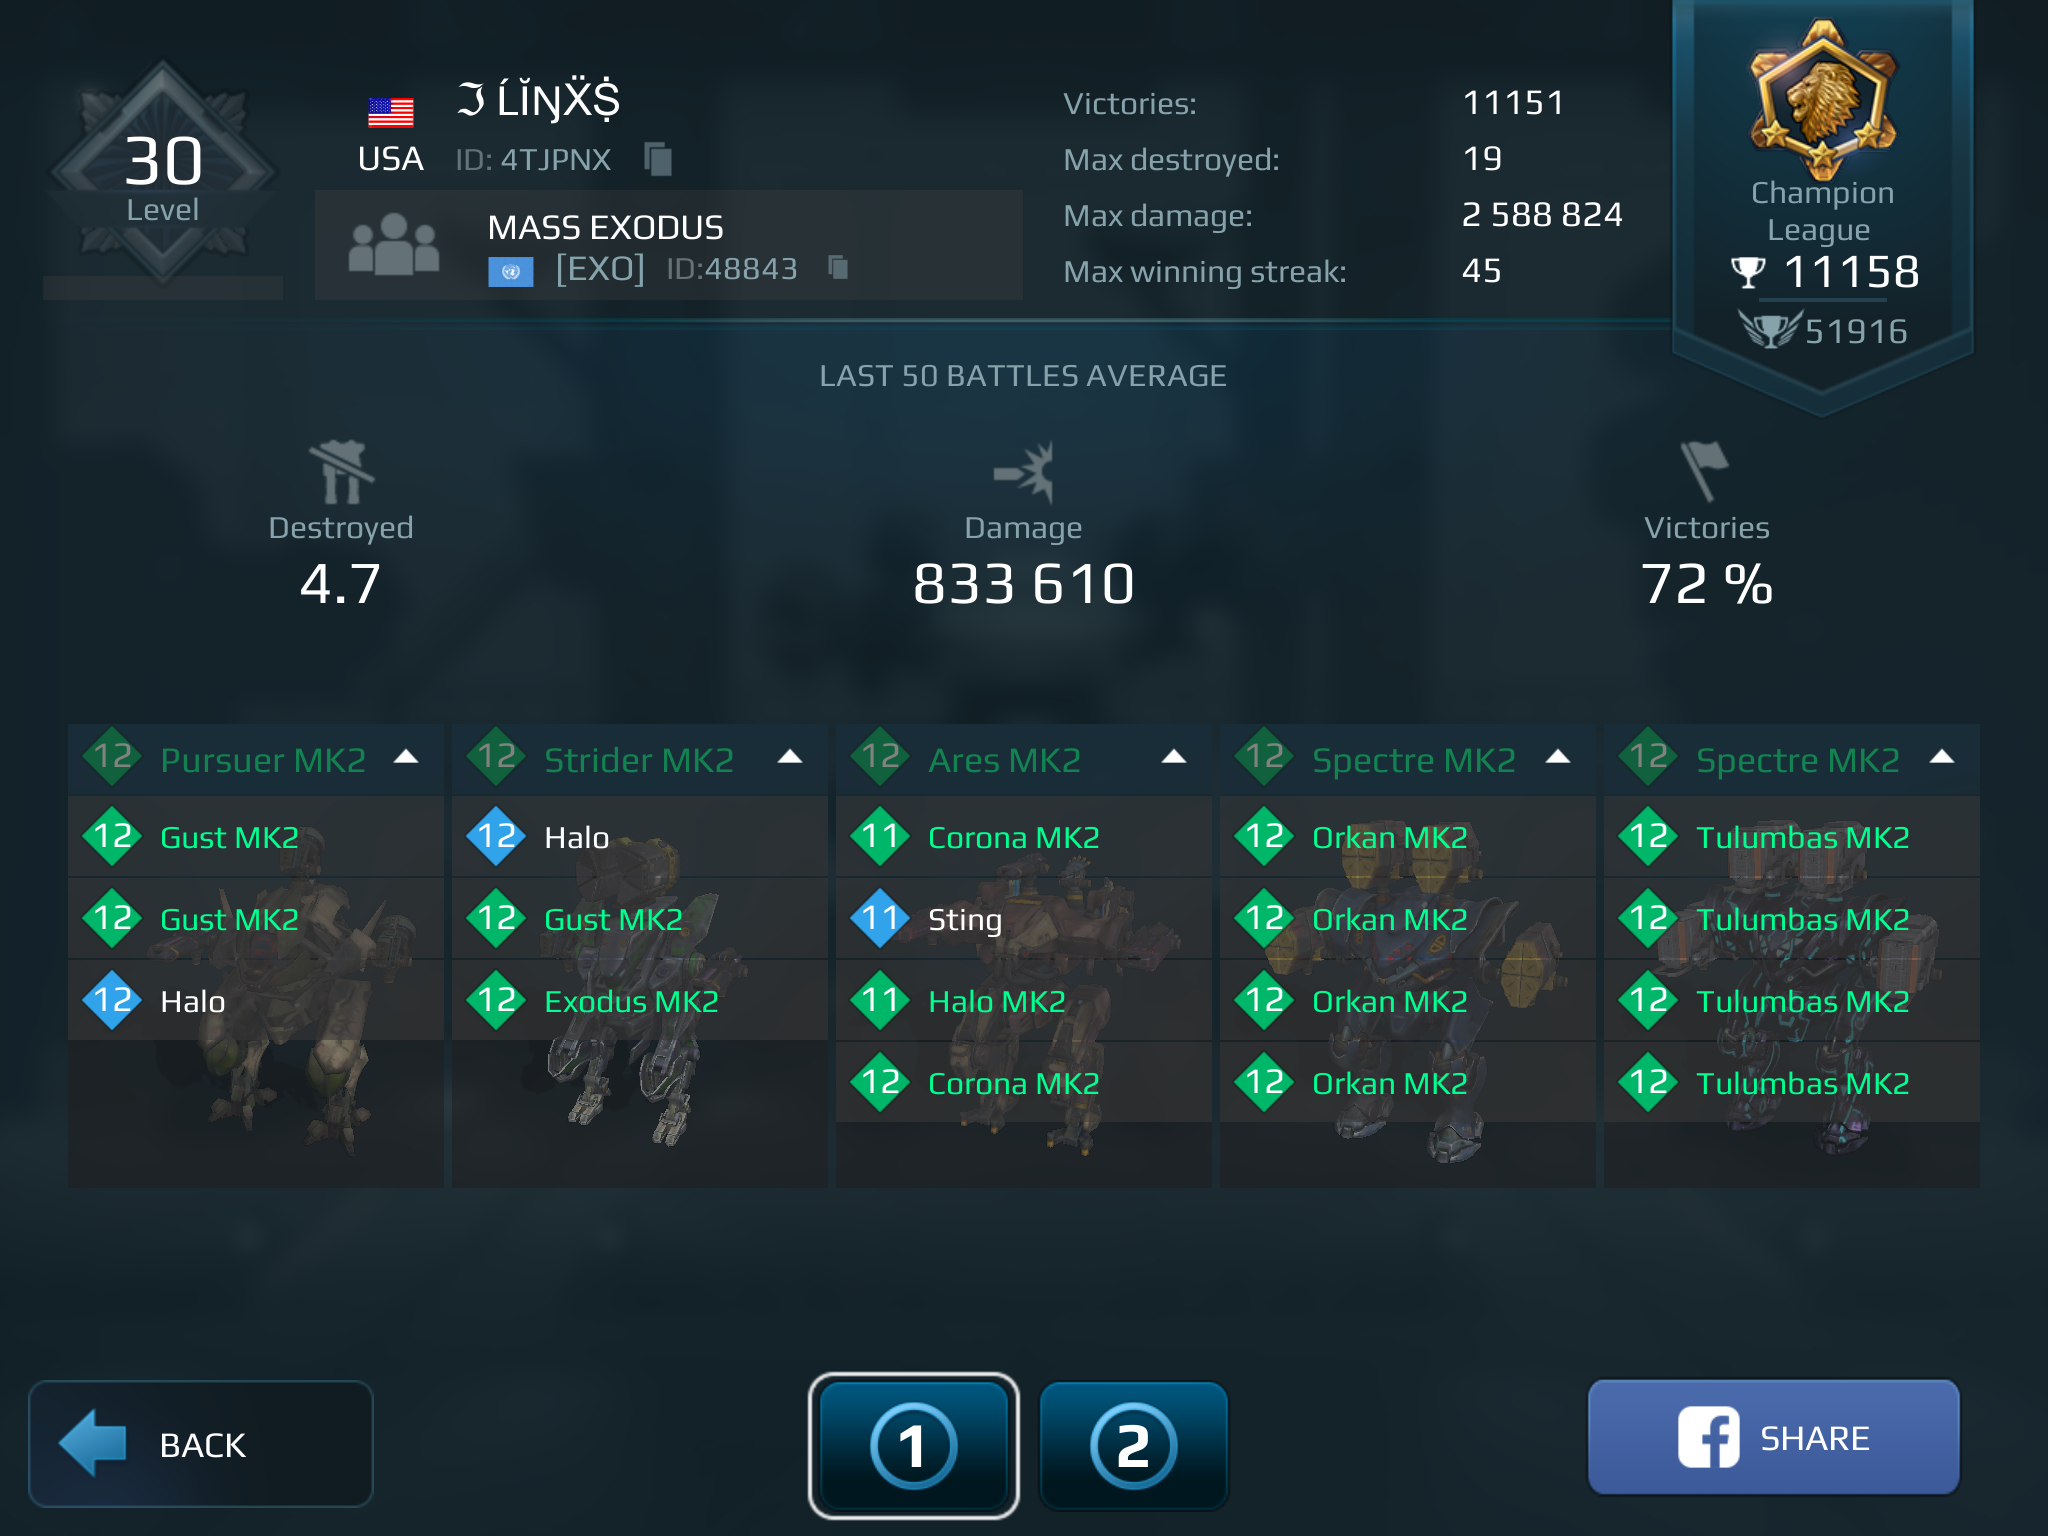 30
Level
ℑ ĹĬŊẌṨ
USA ID: 4TJPNX
MASS EXODUS
[EXO] ID:48843
Victories: 11151
Max destroyed: 19
Max damage: 2 588 824
Max winning streak: 45
Champion
League
11158
51916
LAST 50 BATTLES AVERAGE
Destroyed
4.7
Damage
833 610
Victories
72 %
12 Pursuer MK2
12 Gust MK2
12 Gust MK2
12 Halo
12 Strider MK2
12 Halo
12 Gust MK2
12 Exodus MK2
12 Ares MK2
11 Corona MK2
11 Sting
11 Halo MK2
12 Corona MK2
12 Spectre MK2
12 Orkan MK2
12 Orkan MK2
12 Orkan MK2
12 Orkan MK2
12 Spectre MK2
12 Tulumbas MK2
12 Tulumbas MK2
12 Tulumbas MK2
12 Tulumbas MK2
BACK
1
2
SHARE